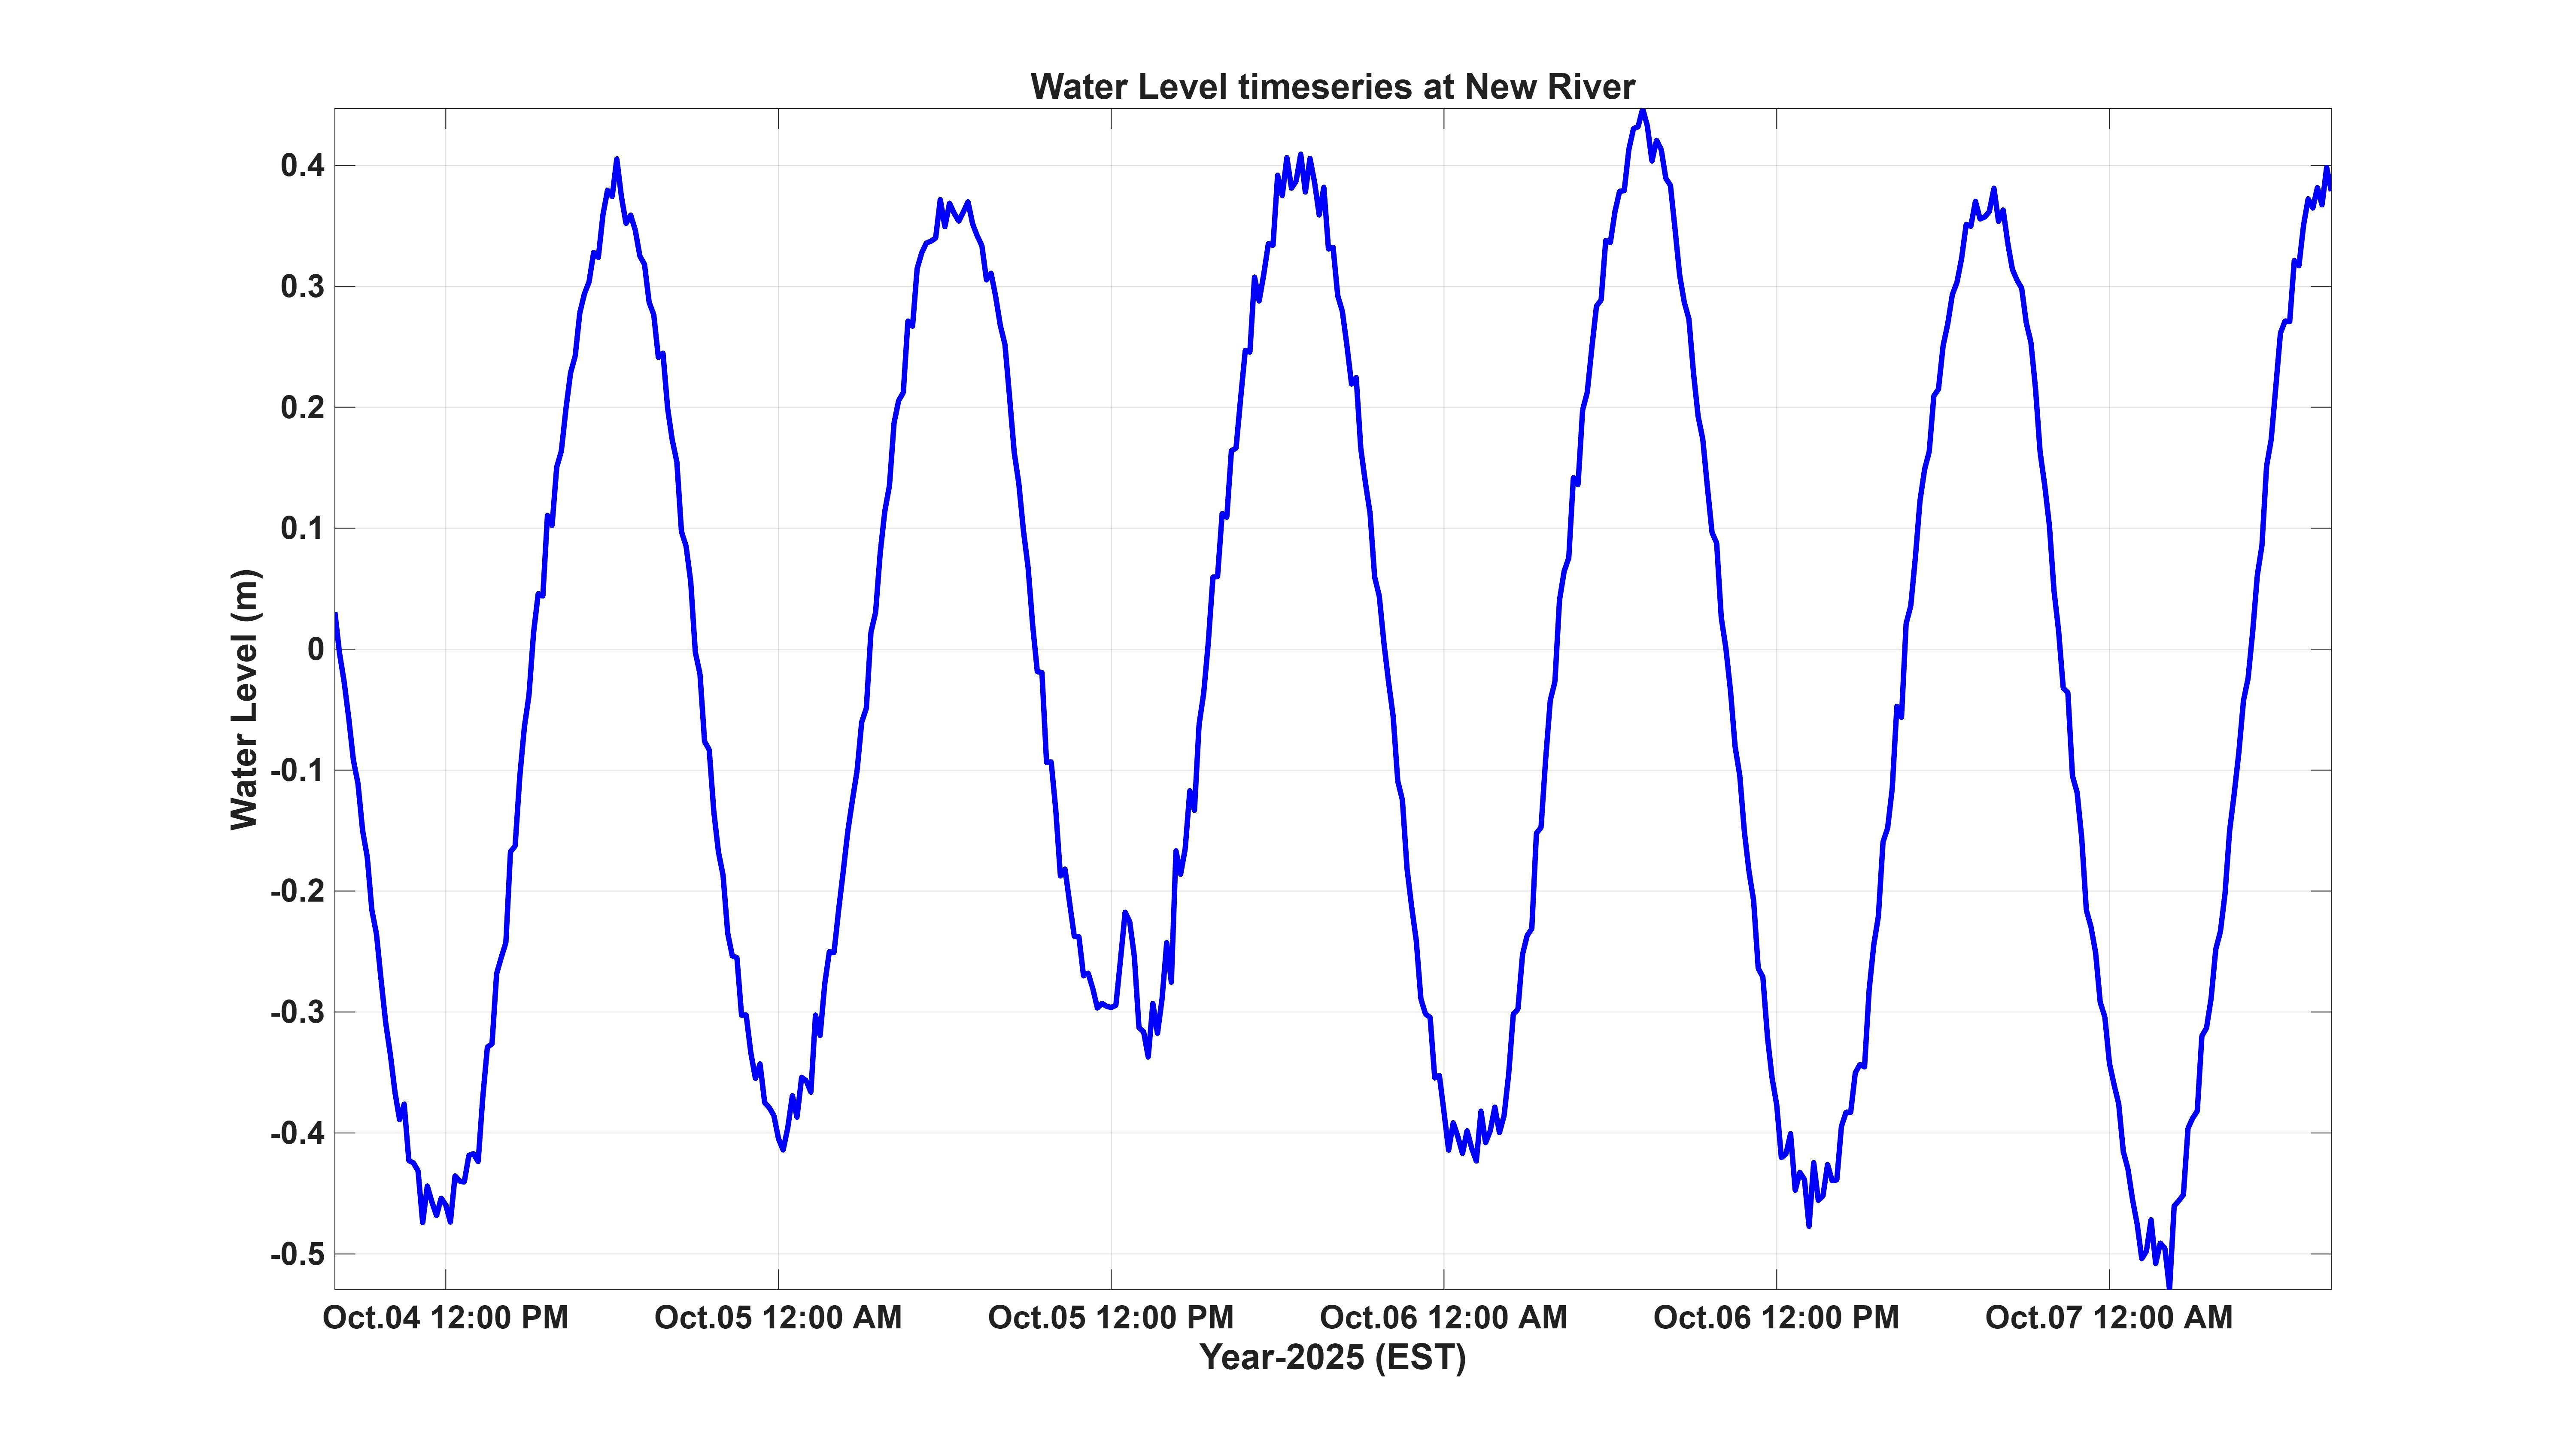 Water Level timeseries at New River
Water Level (m)
0.4
0.3
0.2
0.1
0
-0.1
-0.2
-0.3
-0.4
-0.5
Oct.04 12:00 PM Oct.05 12:00 AM Oct.05 12:00 PM Oct.06 12:00 AM Oct.06 12:00 PM Oct.07 12:00 AM
Year-2025 (EST)